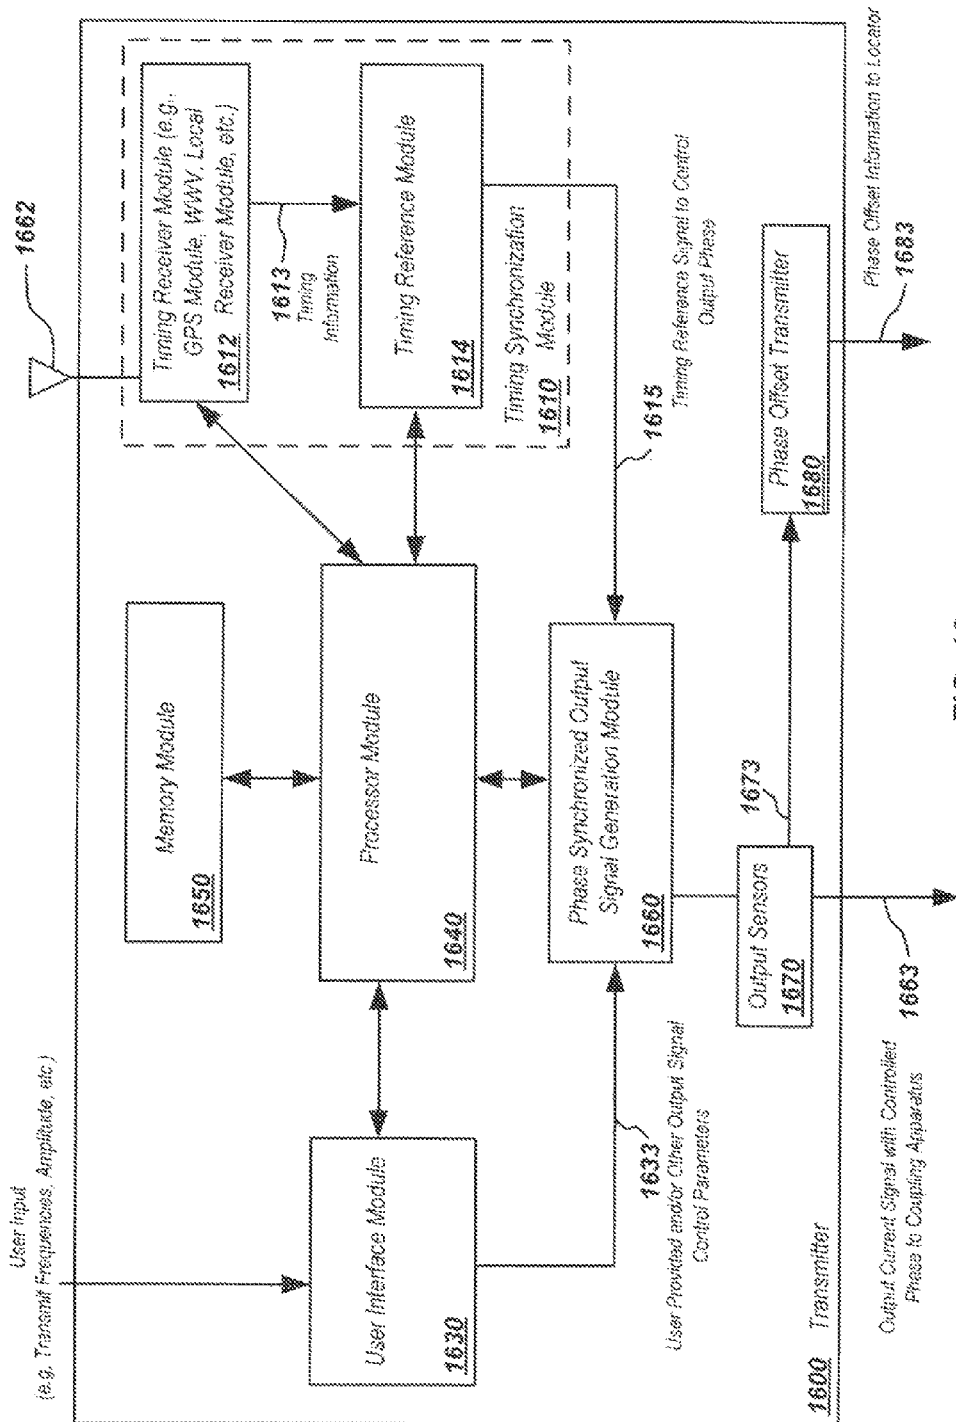 User Input
(e.g, Transmit Frequencies, Amplitude, etc)
1662
Timing Receiver Module (e.g.,
GPS Module, WWV, Local
1612 Receiver Module, etc.)
1613
Timing
Information
Timing Reference Module
1614
Timing Synchronization
1610 Module
Memory Module
1650
Processor Module
1640
User Interface Module
1630
1615
Timing Reference Signal to Control
Output Phase
Phase Synchronized Output
Signal Generation Module
1660
1633
User Provided and/or Other Output Signal
Control Parameters
Output Sensors
1670
1673
Phase Offset Transmitter
1680
1600 Transmitter
1663
Output Current Signal with Controlled
Phase to Coupling Apparatus
Phase Offset Information to Locator
1683